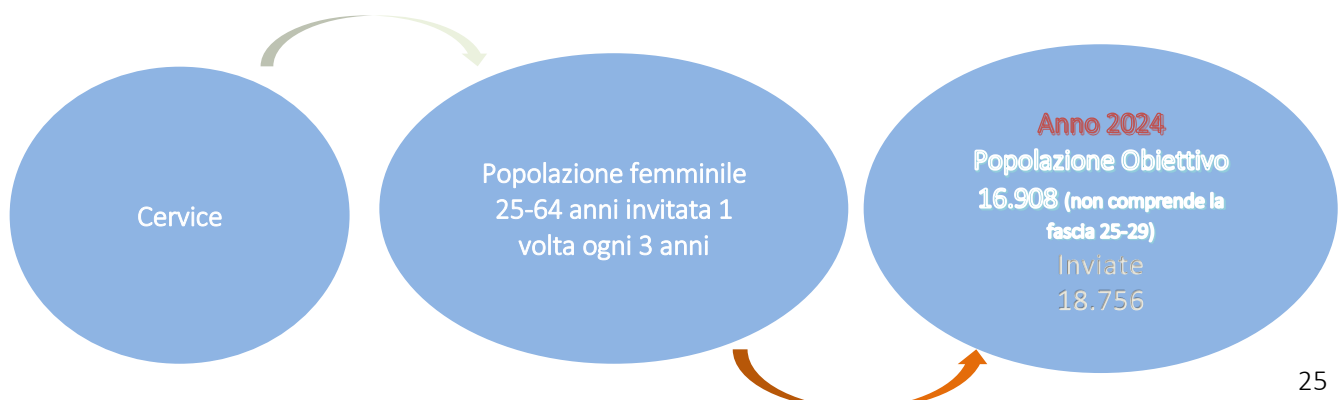 Cervice
Popolazione femminile
25-64 anni invitata 1
volta ogni 3 anni
Anno 2024
Popolazione Obiettivo
16.908 (non comprende la
fascia 25-29)
Inviate
18.756
25